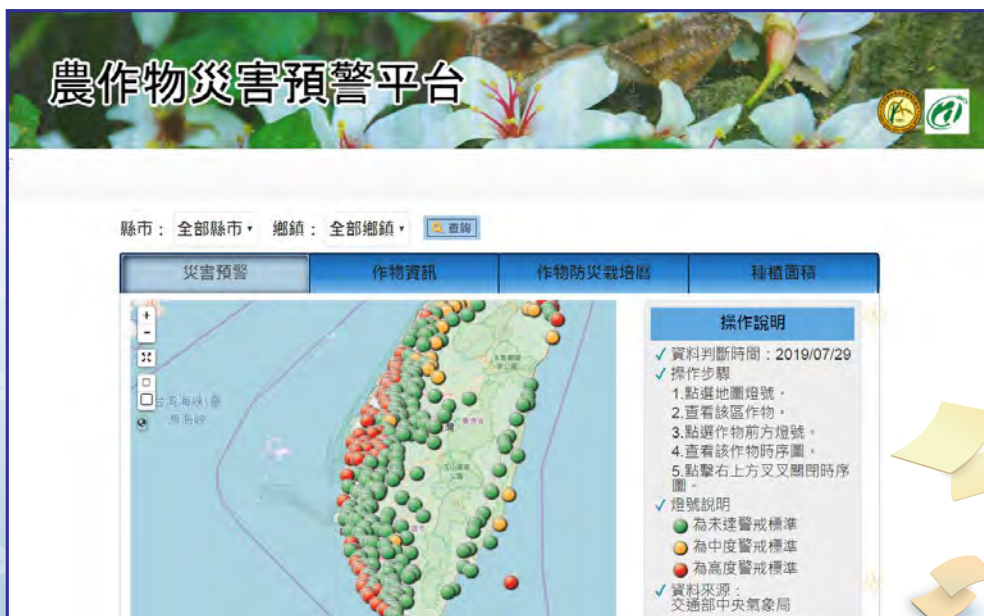 農作物災害預警平台
縣市： 全部縣市 鄉鎮： 全部鄉鎮 查詢
災害預警 作物資訊 作物防災栽培曆 種植面積
+
-
操作說明
✓ 資料判斷時間：2019/07/29
✓ 操作步驟
1.點選地圖燈號。
2.查看該區作物。
3.點選作物前方燈號。
4.查看該作物時序圖。
5.點擊右上方叉叉關閉時序
圖。
✓ 燈號說明
為未達警戒標準
為中度警戒標準
為高度警戒標準
✓ 資料來源：
交通部中央氣象局